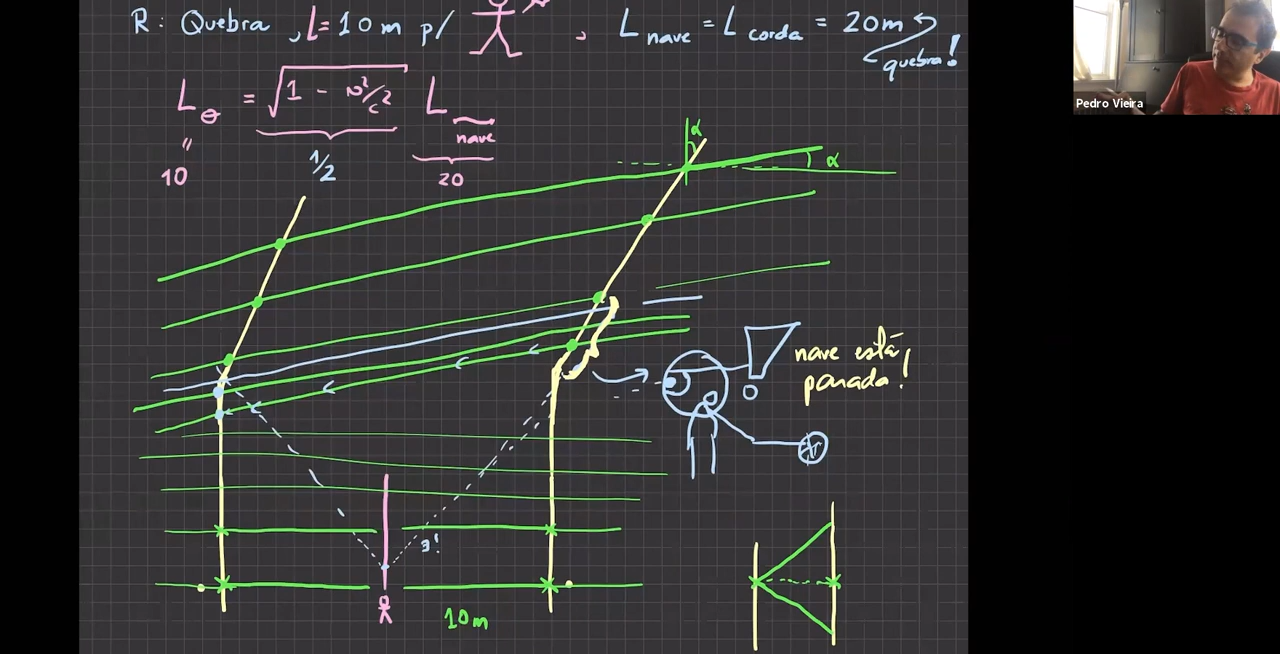 R: Quebra, L=10m p/ , L nave = L corda = 20m
quebra!
L = √1 - v²/c² L nave
10 1/2 20
α
α
nave está parada!
3!
10m
Pedro Vieira